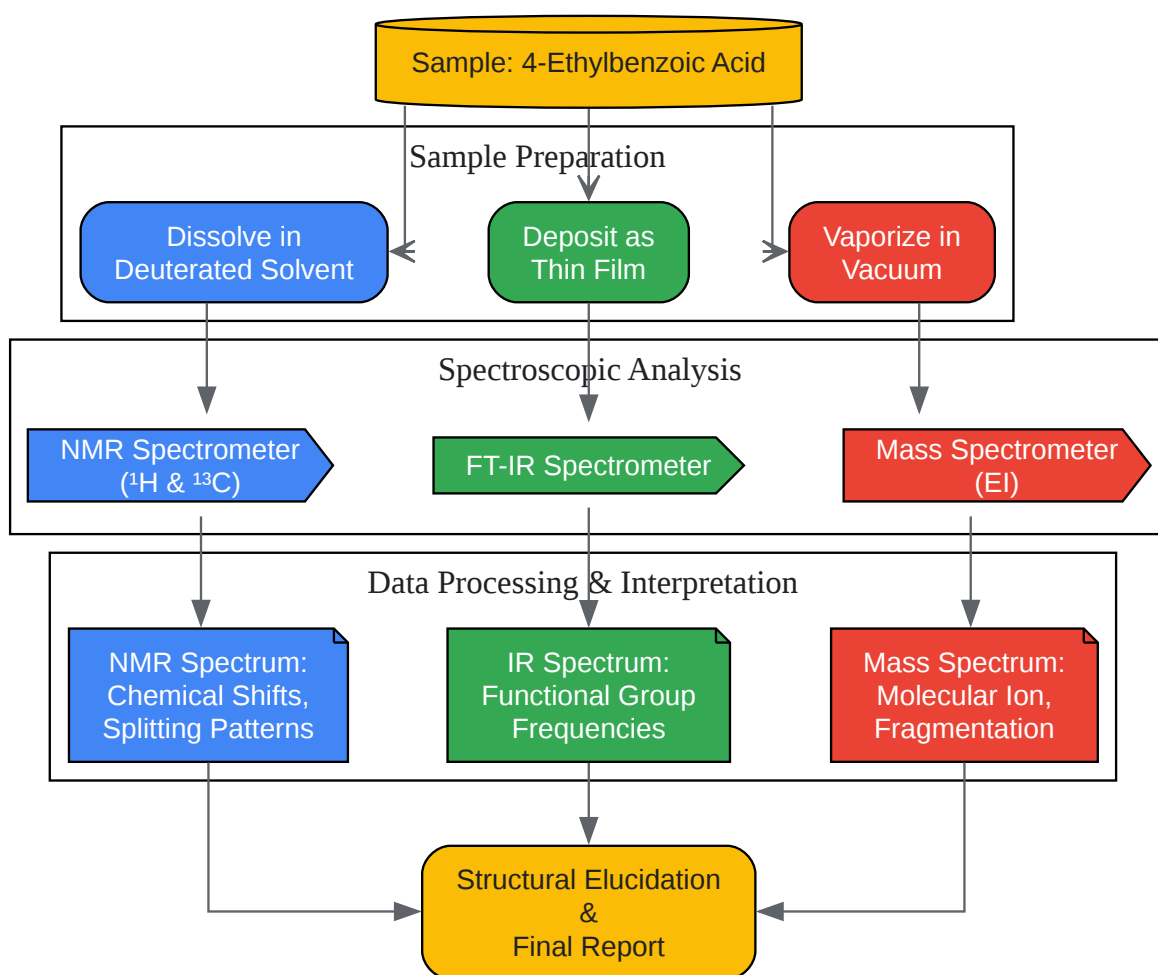 Sample: 4-Ethylbenzoic Acid
Sample Preparation
Dissolve in
Deuterated Solvent
Deposit as
Thin Film
Vaporize in
Vacuum
Spectroscopic Analysis
NMR Spectrometer
(¹H & ¹³C)
FT-IR Spectrometer
Mass Spectrometer
(EI)
Data Processing & Interpretation
NMR Spectrum:
Chemical Shifts,
Splitting Patterns
IR Spectrum:
Functional Group
Frequencies
Mass Spectrum:
Molecular Ion,
Fragmentation
Structural Elucidation
&
Final Report